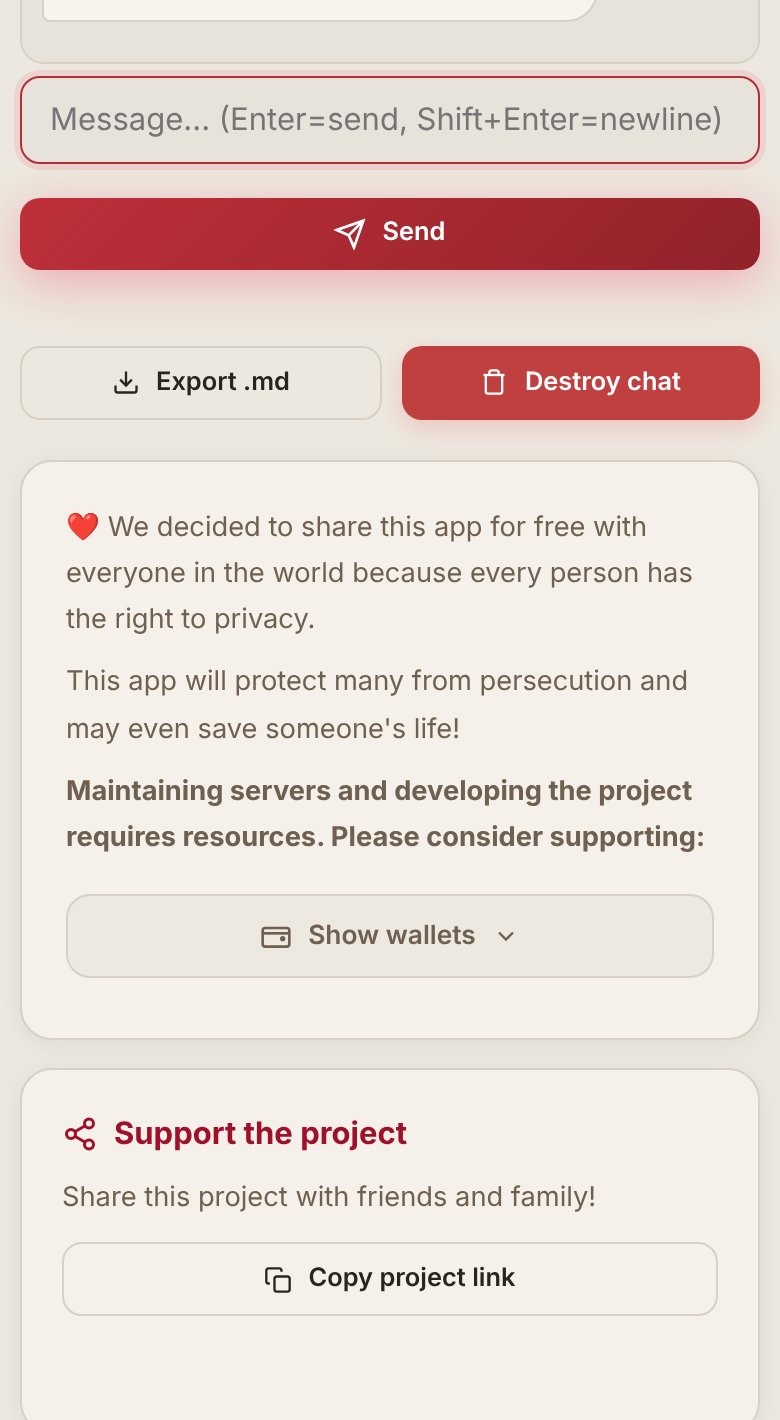 Message... (Enter=send, Shift+Enter=newline)
Send
Export .md
Destroy chat
❤️ We decided to share this app for free with
everyone in the world because every person has
the right to privacy.
This app will protect many from persecution and
may even save someone's life!
Maintaining servers and developing the project
requires resources. Please consider supporting:
Show wallets
Support the project
Share this project with friends and family!
Copy project link